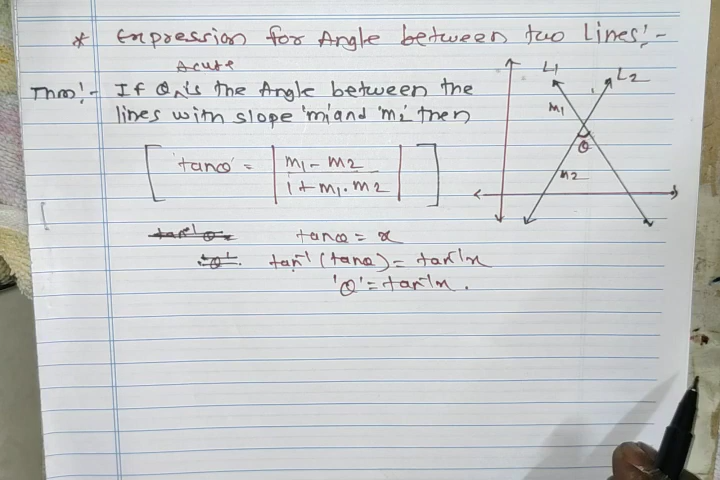 * Expression for Angle between two Lines:-
Acute
Thm:- If θ is the Angle between the
lines with slope 'm1' and 'm2' then
tanθ = | m1 - m2 / 1 + m1 . m2 |
tanθ = x
tan⁻¹ (tanθ) = tan⁻¹x
'θ' = tan⁻¹x .
L1
L2
m1
θ
m2